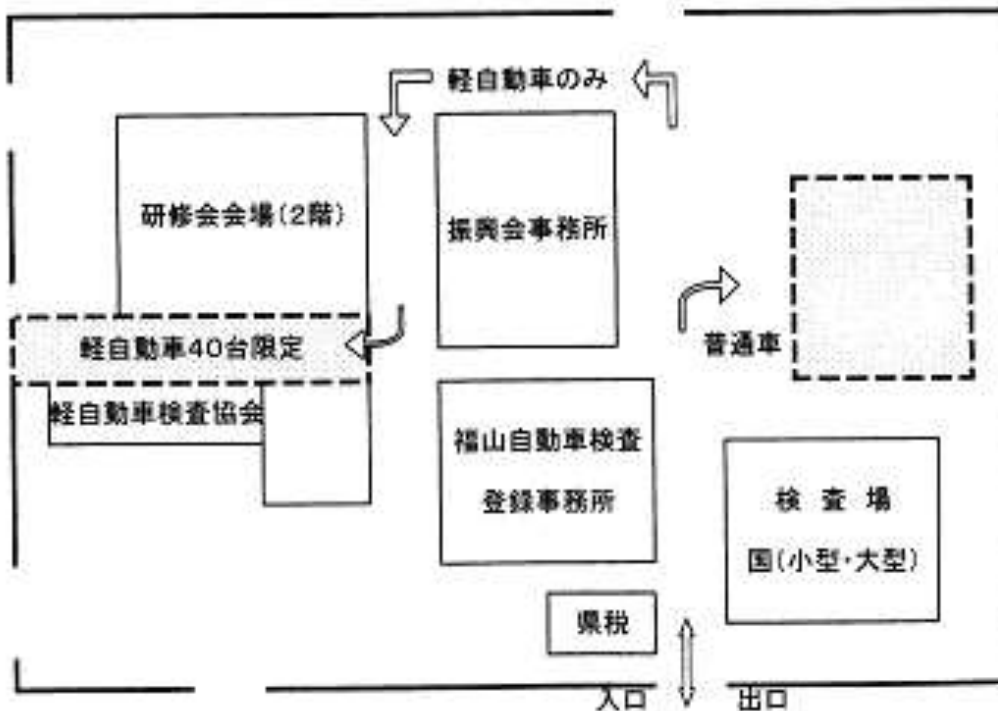 軽自動車のみ
研修会会場(2階)
振興会事務所
軽自動車40台限定
普通車
軽自動車検査協会
福山自動車検査
登録事務所
検査場
国(小型・大型)
県税
入口
出口